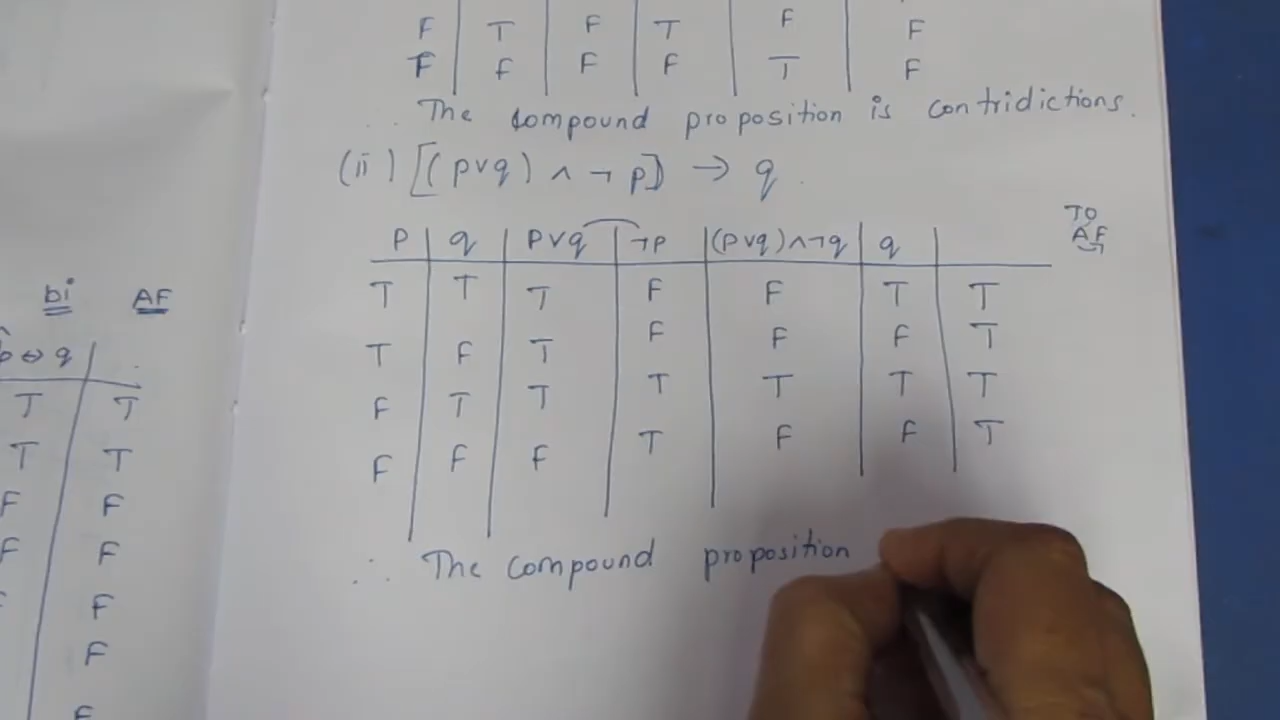 F T F T F F
F F F F T F
∴ The compound proposition is contridictions.
(ii) [(p∨q) ∧ ¬ p] → q
TO
AF
P q p∨q ¬p (p∨q)∧¬q q
T T T F F T T
T F T F F F T
F T T T T T T
F F F T F F T
∴ The compound proposition
bi AF
p⇔q
T T
T T
F F
F F
F
F
F